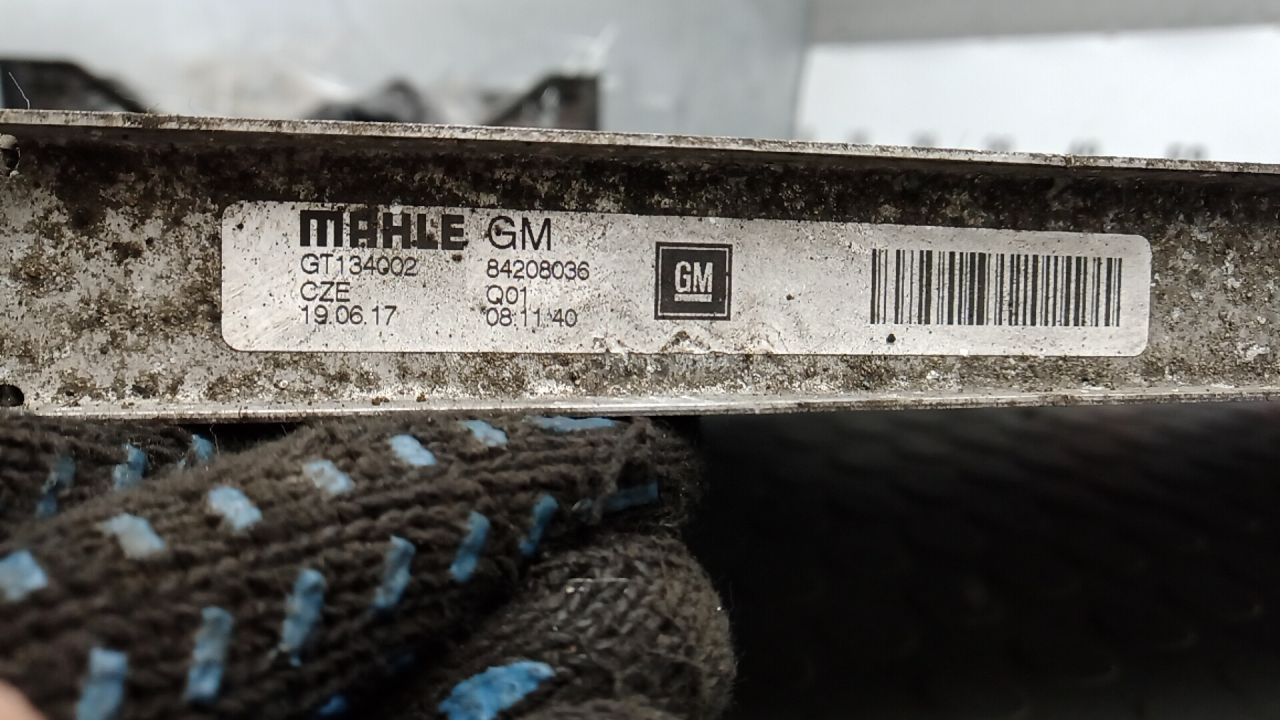 MAHLE GM
GT134002 84208036
CZE Q01
19.06.17 08:11:40
GM